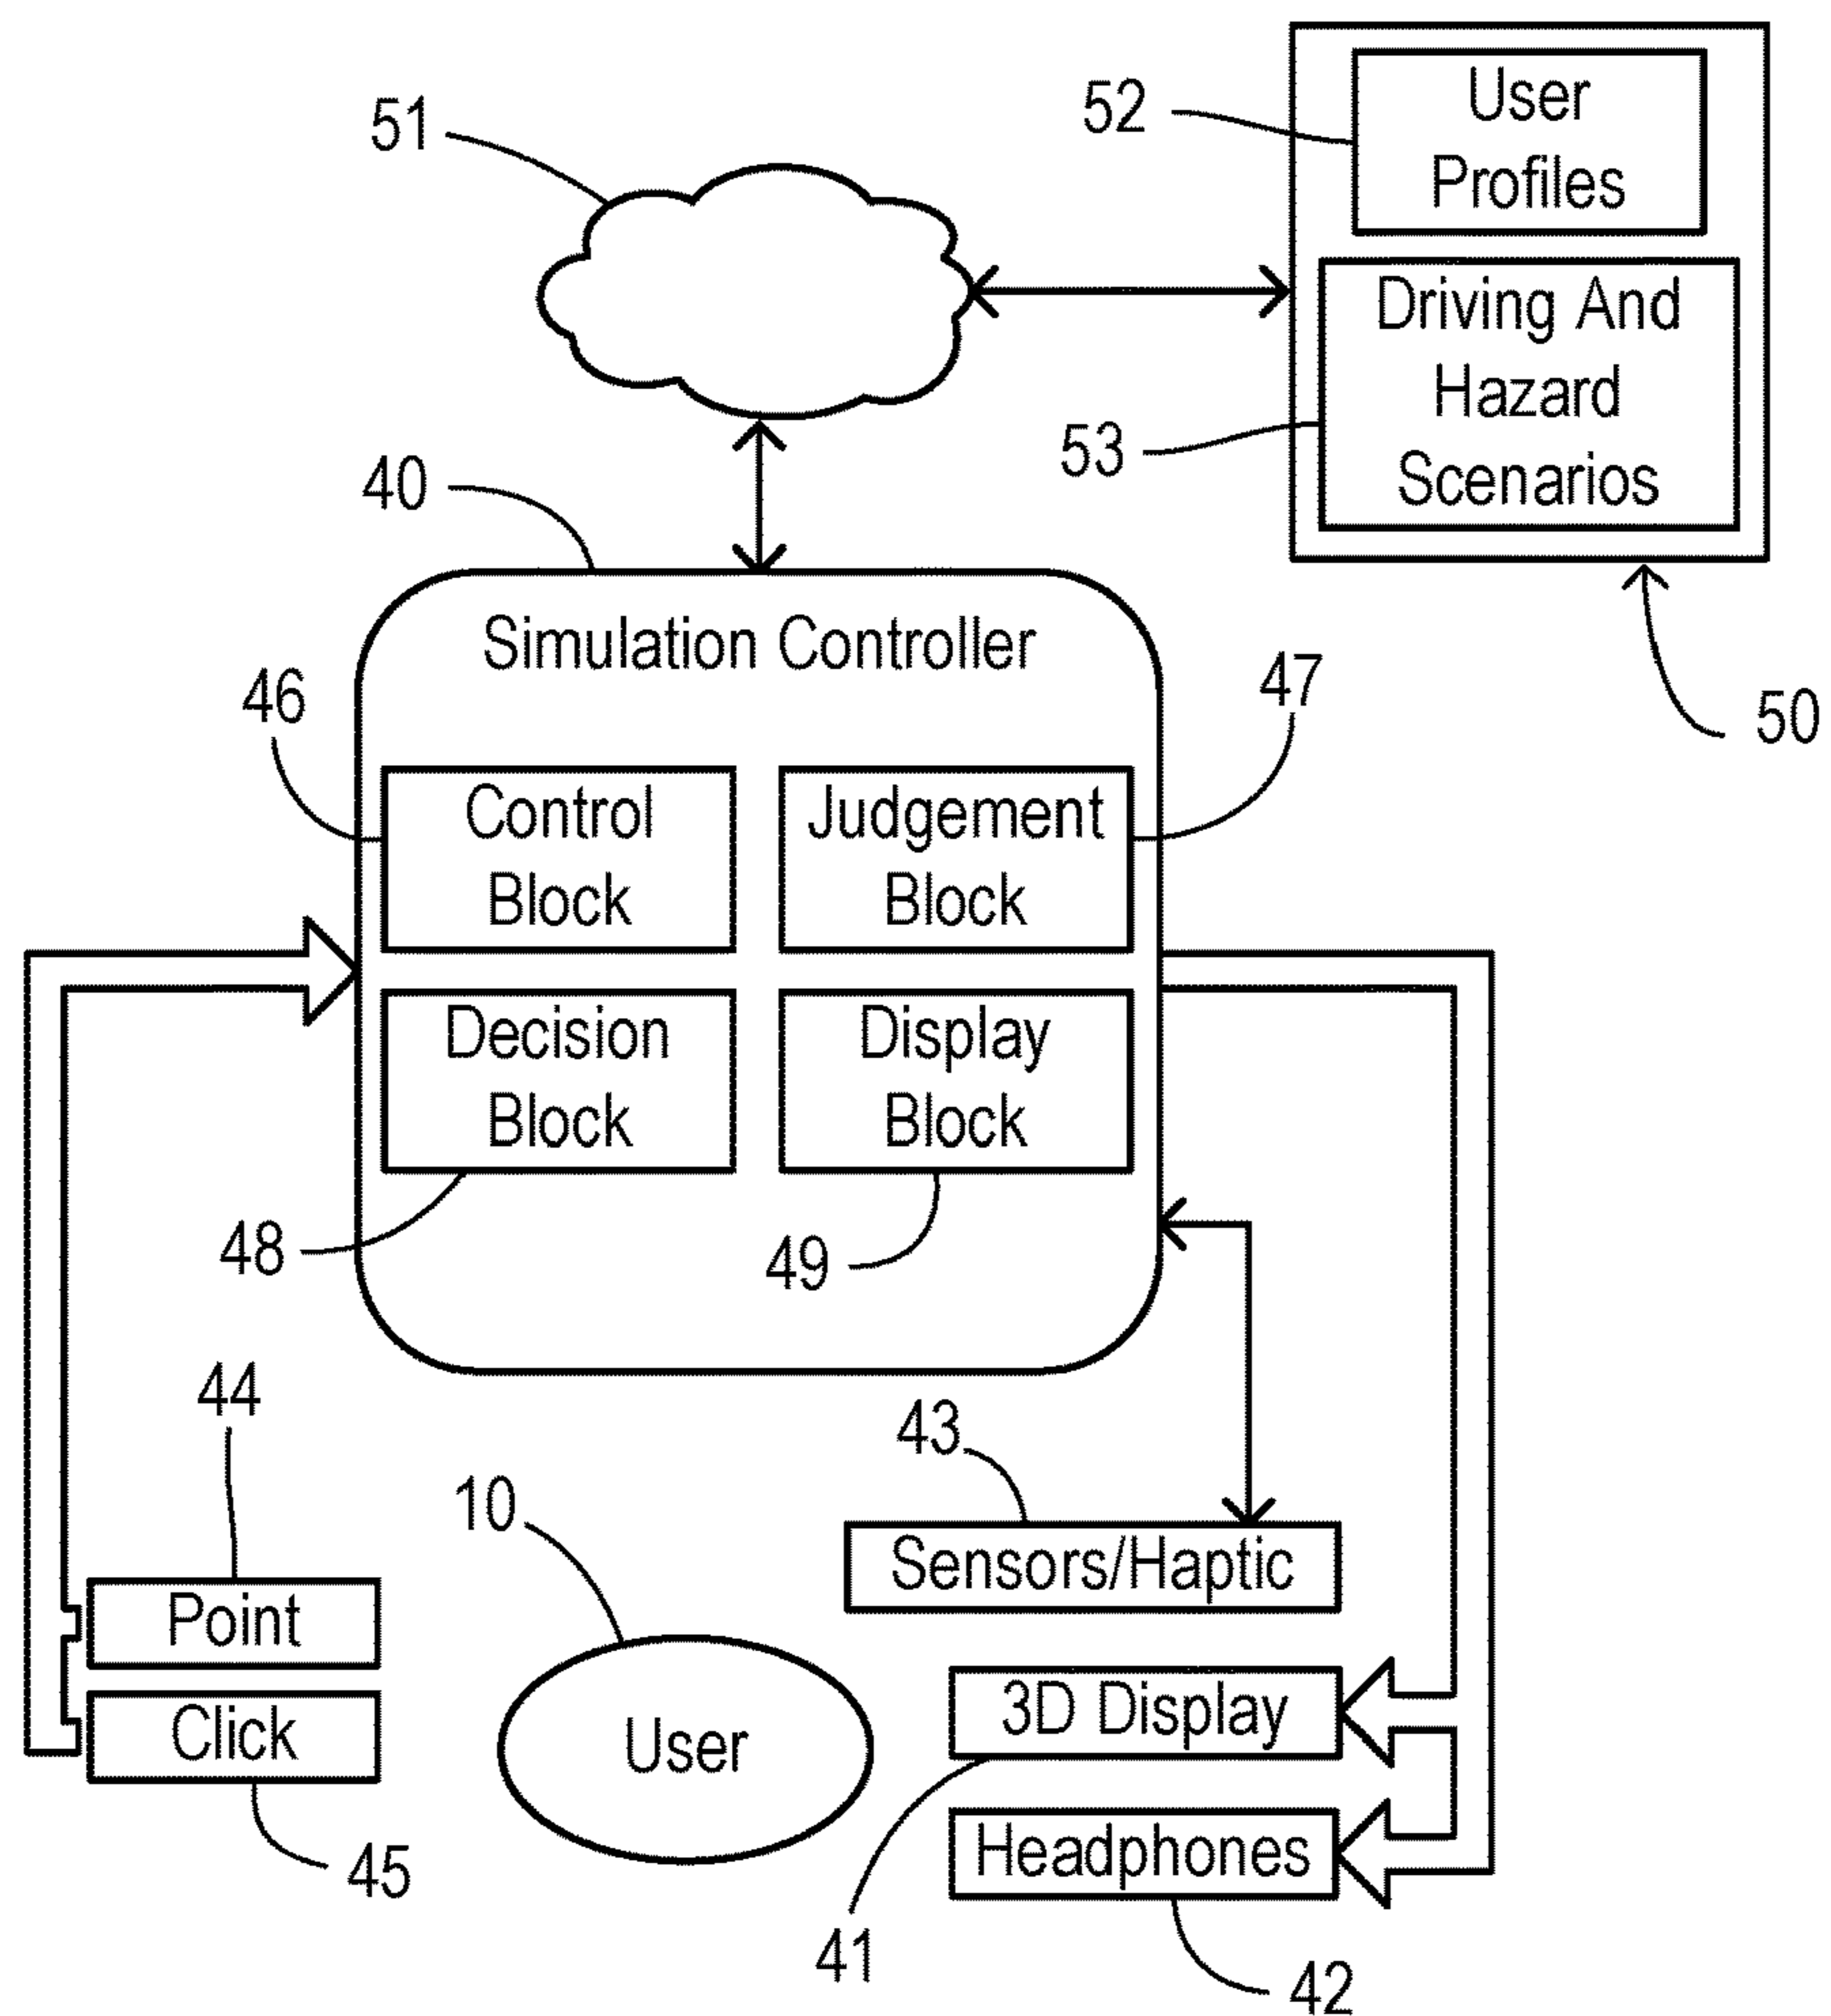 52
User
Profiles
51
Driving And
Hazard
Scenarios
53
40
50
Simulation Controller
46
47
Control
Block
Judgement
Block
Decision
Block
Display
Block
48
49
44
43
10
Sensors/Haptic
Point
Click
User
3D Display
Headphones
45
41
42